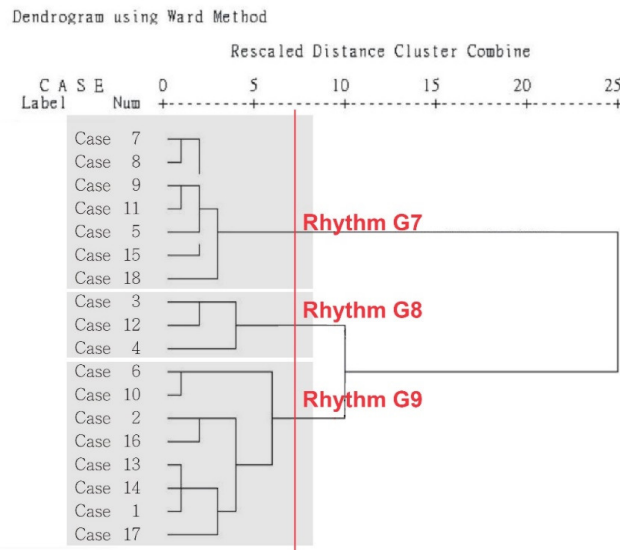 Dendrogram using Ward Method
Rescaled Distance Cluster Combine
C A S E 0 5 10 15 20 25
Label Num
Case 7
Case 8
Case 9
Case 11
Case 5
Case 15
Case 18
Case 3
Case 12
Case 4
Case 6
Case 10
Case 2
Case 16
Case 13
Case 14
Case 1
Case 17
Rhythm G7
Rhythm G8
Rhythm G9